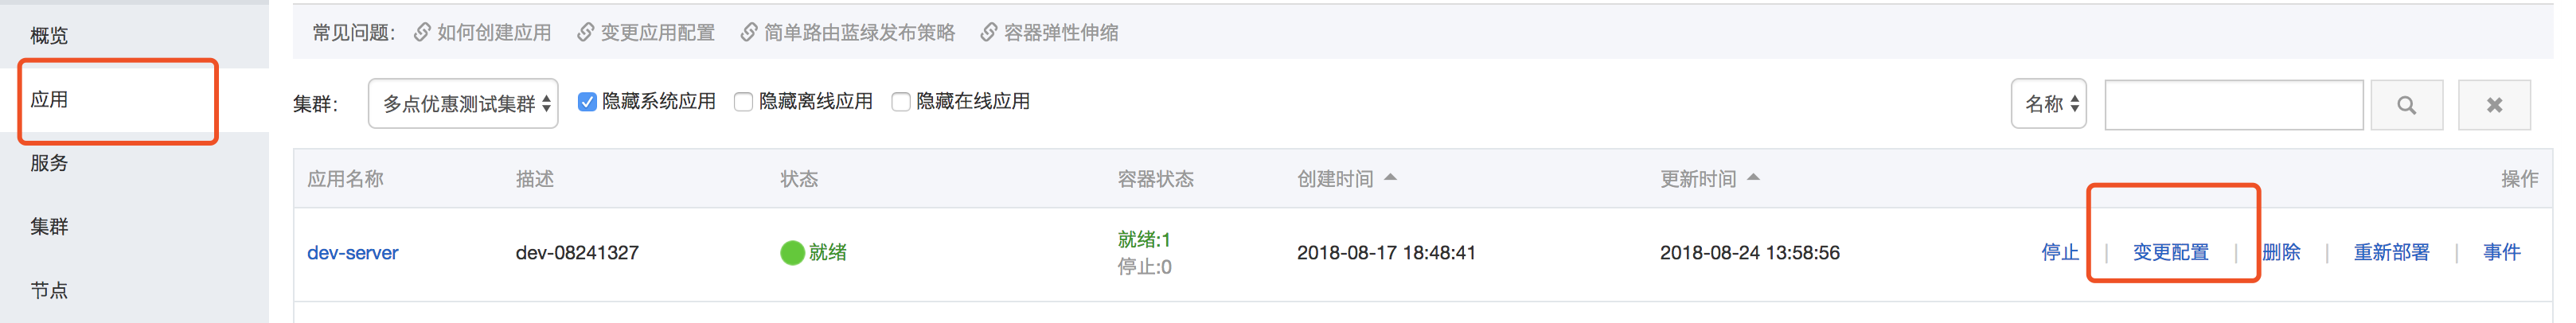 概览
应用
服务
集群
节点
常见问题： 如何创建应用 变更应用配置 简单路由蓝绿发布策略 容器弹性伸缩
集群： 多点优惠测试集群 隐藏系统应用 隐藏离线应用 隐藏在线应用 名称
应用名称 描述 状态 容器状态 创建时间 更新时间 操作
dev-server dev-08241327 就绪 就绪:1 2018-08-17 18:48:41 2018-08-24 13:58:56 停止 | 变更配置 | 删除 | 重新部署 | 事件
停止:0